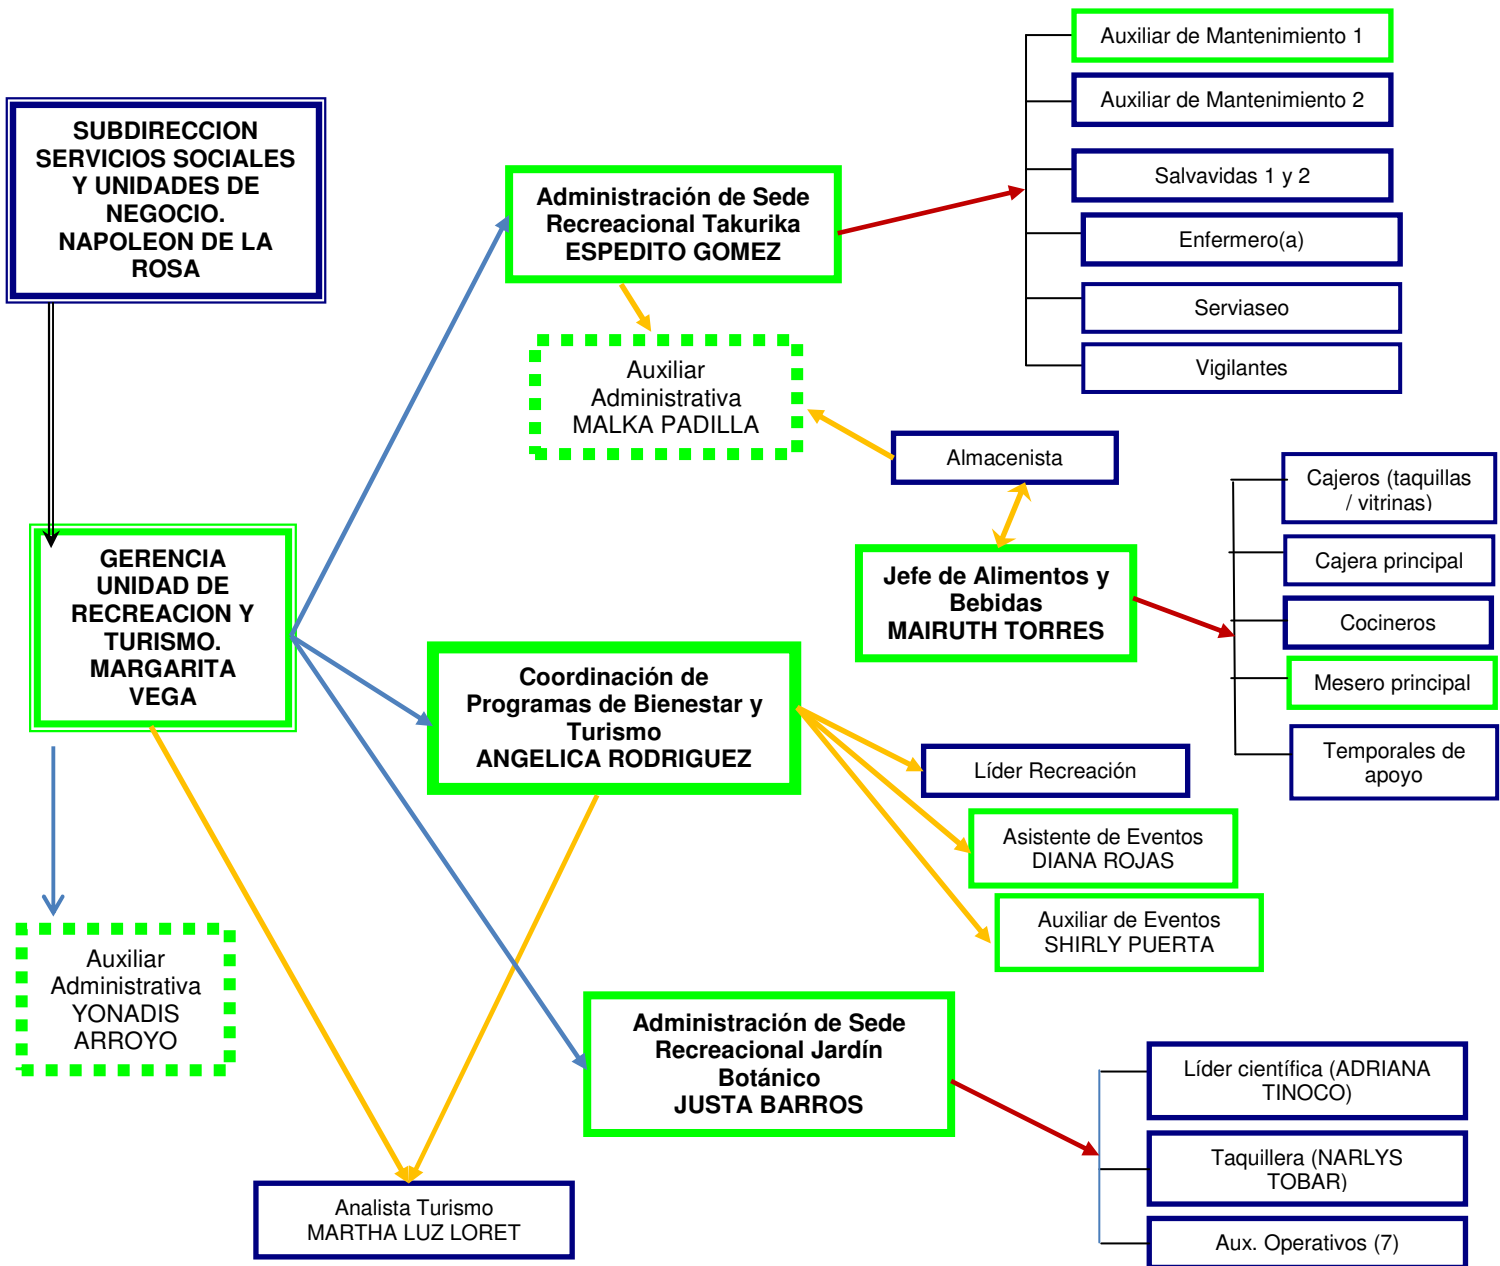 SUBDIRECCION
SERVICIOS SOCIALES
Y UNIDADES DE
NEGOCIO.
NAPOLEON DE LA
ROSA
Administración de Sede
Recreacional Takurika
ESPEDITO GOMEZ
Auxiliar de Mantenimiento 1
Auxiliar de Mantenimiento 2
Salvavidas 1 y 2
Enfermero(a)
Serviaseo
Vigilantes
Auxiliar
Administrativa
MALKA PADILLA
Almacenista
Jefe de Alimentos y
Bebidas
MAIRUTH TORRES
Cajeros (taquillas
/ vitrinas)
Cajera principal
Cocineros
Mesero principal
Temporales de
apoyo
GERENCIA
UNIDAD DE
RECREACION Y
TURISMO.
MARGARITA
VEGA
Coordinación de
Programas de Bienestar y
Turismo
ANGELICA RODRIGUEZ
Líder Recreación
Asistente de Eventos
DIANA ROJAS
Auxiliar de Eventos
SHIRLY PUERTA
Auxiliar
Administrativa
YONADIS
ARROYO
Administración de Sede
Recreacional Jardín
Botánico
JUSTA BARROS
Líder científica (ADRIANA
TINOCO)
Taquillera (NARLYS
TOBAR)
Aux. Operativos (7)
Analista Turismo
MARTHA LUZ LORET